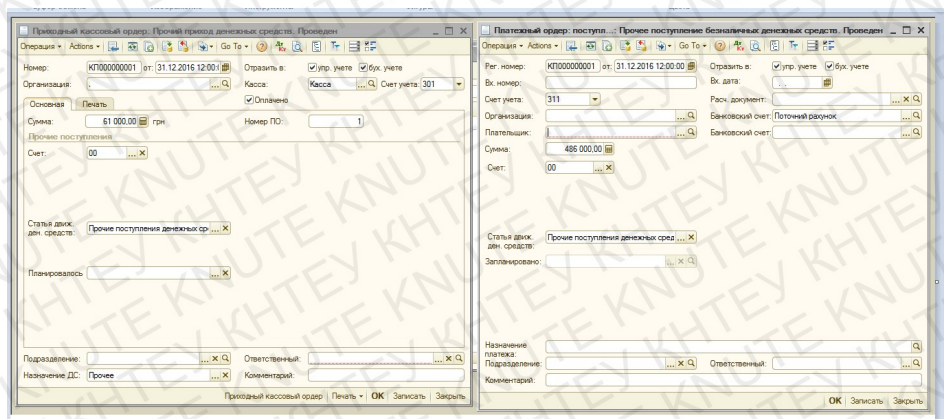 Приходный кассовый ордер: Прочий приход денежных средств. Проведен
Операция Actions Go To
Номер: КП000000001 от: 31.12.2016 12:00:0 Отразить в: упр. учете бух. учете
Организация: . Касса: Касса Счет учета: 301
Основная Печать Оплачено
Сумма: 61 000,00 грн Номер ПО: 1
Прочие поступления
Счет: 00
Статья движ. ден. средств: Прочие поступления денежных ср
Планировалось
Подразделение: Ответственный:
Назначение ДС: Прочее Комментарий:
Приходный кассовый ордер Печать OK Записать Закрыть
Платежный ордер: поступл...: Прочее поступление безналичных денежных средств. Проведен
Операция Actions Go To
Рег. номер: КП000000001 от: 31.12.2016 12:00:00 Отразить в: упр. учете бух. учете
Вх. номер: Вх. дата: . .
Счет учета: 311 Расч. документ:
Организация: Банковский счет: Поточний рахунок
Плательщик: Банковский счет:
Сумма: 486 000,00
Счет: 00
Статья движ. ден. средств: Прочие поступления денежных сред
Запланировано:
Назначение платежа:
Подразделение: Ответственный:
Комментарий:
OK Записать Закрыть
КНТЕУ KNUTE